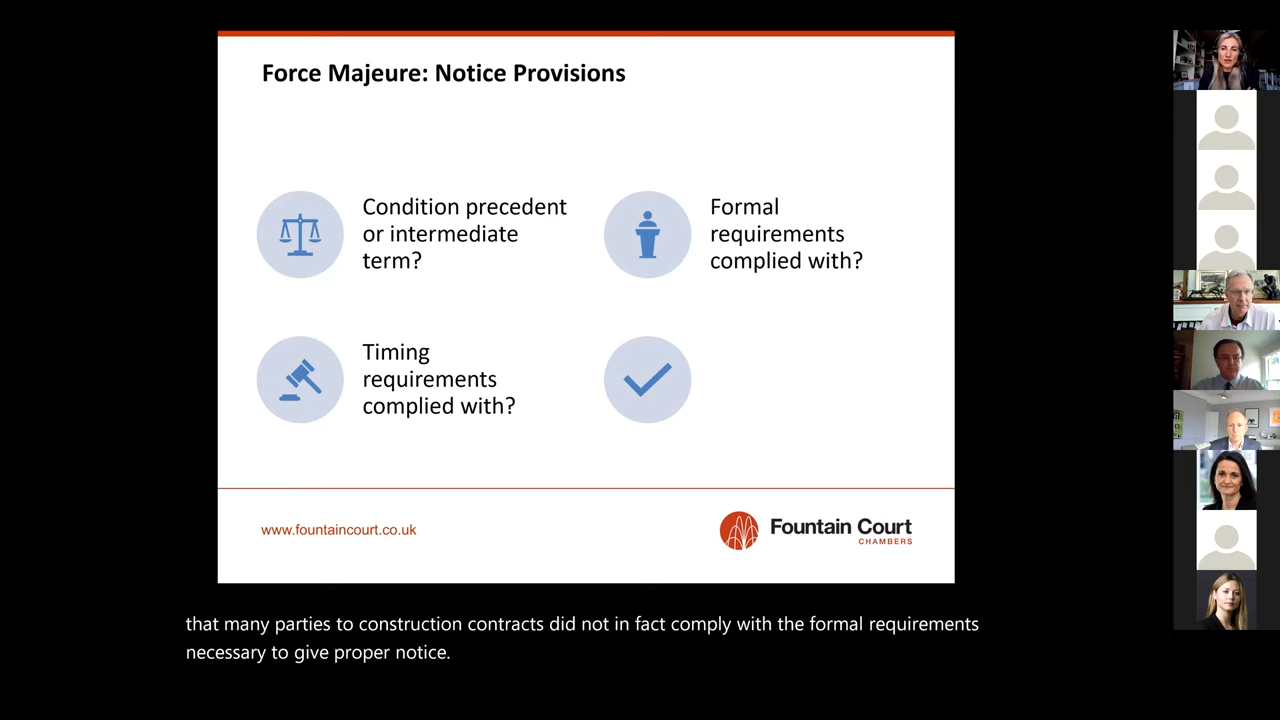 Force Majeure: Notice Provisions
Condition precedent
or intermediate
term?
Formal
requirements
complied with?
Timing
requirements
complied with?
www.fountaincourt.co.uk
Fountain Court
CHAMBERS
that many parties to construction contracts did not in fact comply with the formal requirements
necessary to give proper notice.